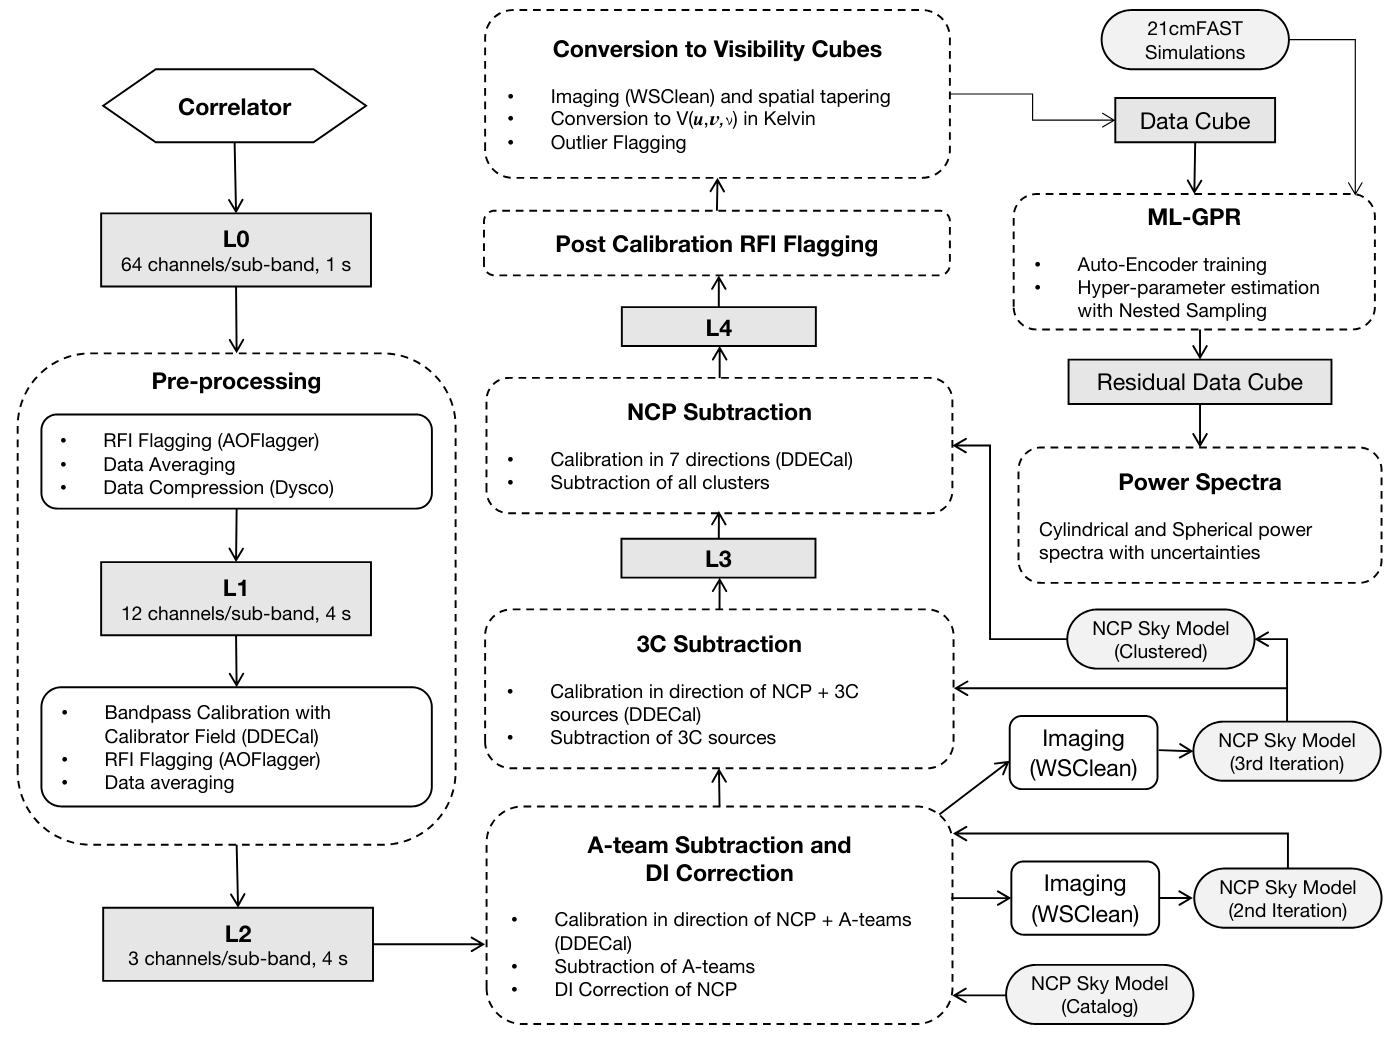 Correlator
L0
64 channels/sub-band, 1 s
Pre-processing
• RFI Flagging (AOFlagger)
• Data Averaging
• Data Compression (Dysco)
L1
12 channels/sub-band, 4 s
• Bandpass Calibration with
Calibrator Field (DDECal)
• RFI Flagging (AOFlagger)
• Data averaging
L2
3 channels/sub-band, 4 s
Conversion to Visibility Cubes
• Imaging (WSClean) and spatial tapering
• Conversion to V(u,v,ν) in Kelvin
• Outlier Flagging
Post Calibration RFI Flagging
L4
NCP Subtraction
• Calibration in 7 directions (DDECal)
• Subtraction of all clusters
L3
3C Subtraction
• Calibration in direction of NCP + 3C
sources (DDECal)
• Subtraction of 3C sources
A-team Subtraction and
DI Correction
• Calibration in direction of NCP + A-teams
(DDECal)
• Subtraction of A-teams
• DI Correction of NCP
21cmFAST
Simulations
Data Cube
ML-GPR
• Auto-Encoder training
• Hyper-parameter estimation
with Nested Sampling
Residual Data Cube
Power Spectra
Cylindrical and Spherical power
spectra with uncertainties
NCP Sky Model
(Clustered)
Imaging
(WSClean)
NCP Sky Model
(3rd Iteration)
Imaging
(WSClean)
NCP Sky Model
(2nd Iteration)
NCP Sky Model
(Catalog)